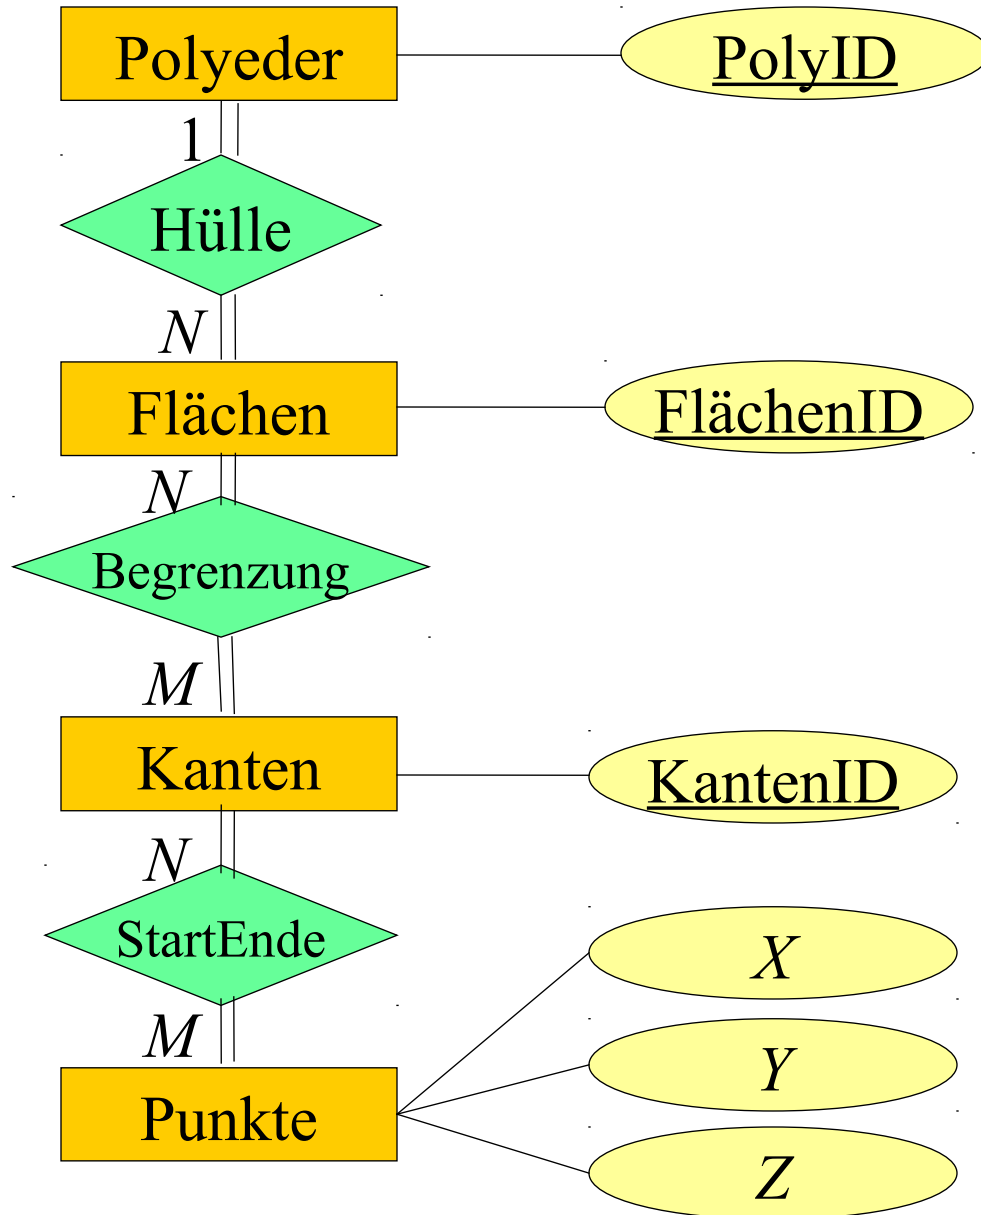 Polyeder
PolyID
1
Hülle
N
Flächen
FlächenID
N
Begrenzung
M
Kanten
KantenID
N
StartEnde
X
M
Y
Punkte
Z